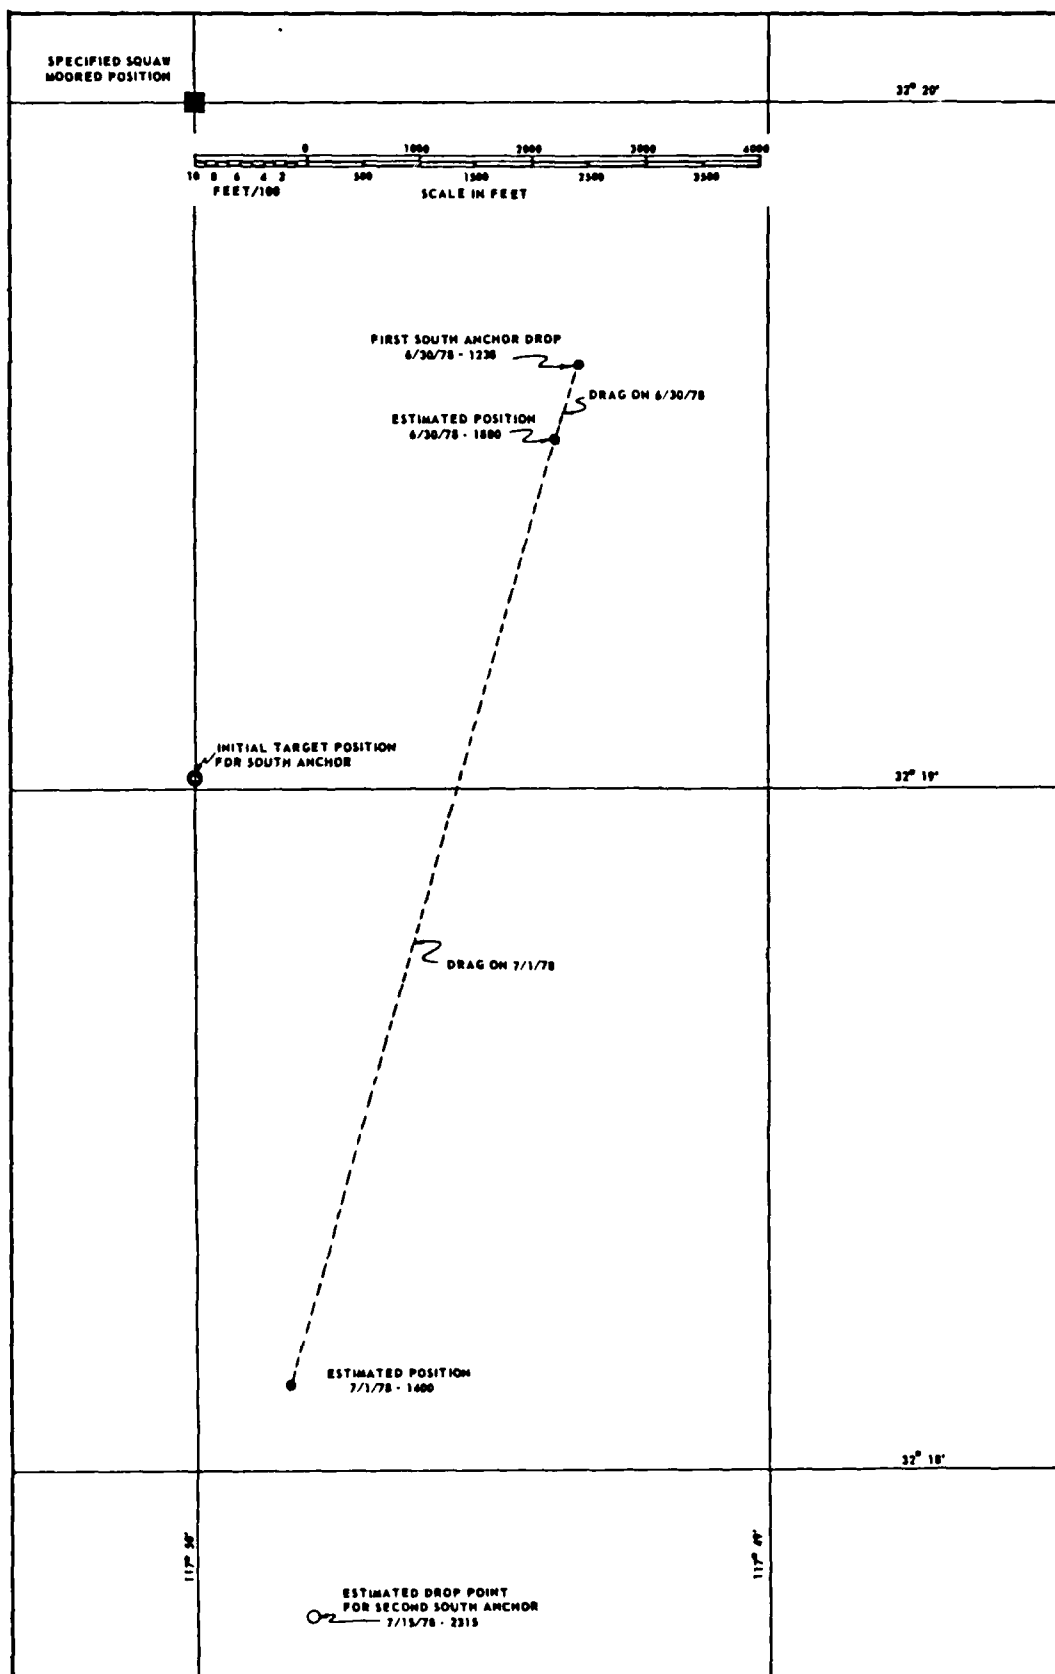 SPECIFIED SQUAW
MOORED POSITION
32° 20'
0 1000 2000 3000 4000
10 8 6 4 2 500 1500 2500 3500
FEET/100 SCALE IN FEET
FIRST SOUTH ANCHOR DROP
6/30/78 - 1230
DRAG ON 6/30/78
ESTIMATED POSITION
6/30/78 - 1800
INITIAL TARGET POSITION
FOR SOUTH ANCHOR
32° 19'
DRAG ON 7/1/78
ESTIMATED POSITION
7/1/78 - 1600
32° 18'
117° 50'
117° 49'
ESTIMATED DROP POINT
FOR SECOND SOUTH ANCHOR
7/15/78 - 2315